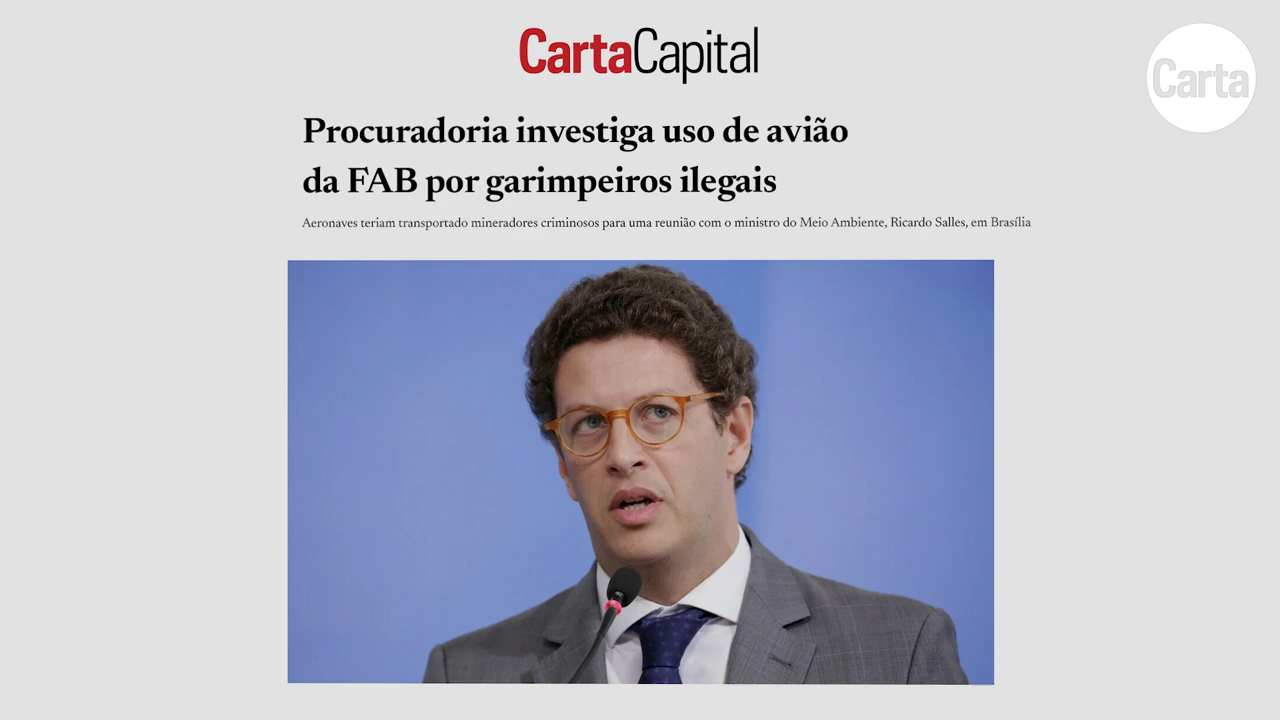 CartaCapital
Carta
Procuradoria investiga uso de avião
da FAB por garimpeiros ilegais
Aeronaves teriam transportado mineradores criminosos para uma reunião com o ministro do Meio Ambiente, Ricardo Salles, em Brasília